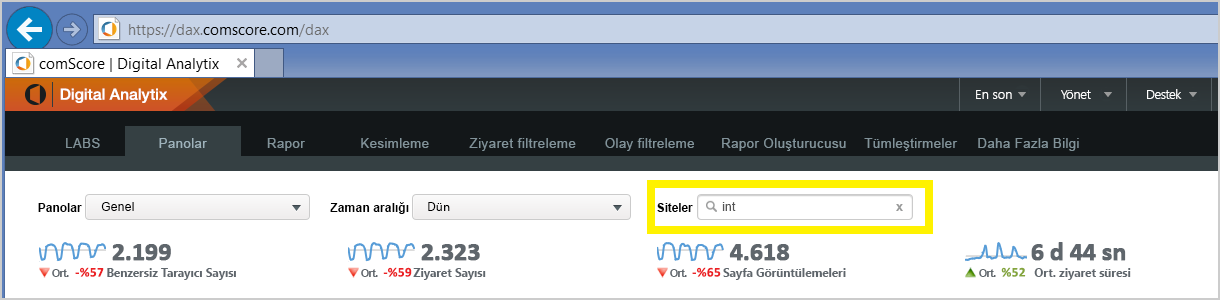 https://dax.comscore.com/dax
comScore | Digital Analytix
Digital Analytix En son Yönet Destek
LABS Panolar Rapor Kesimleme Ziyaret filtreleme Olay filtreleme Rapor Oluşturucusu Tümleştirmeler Daha Fazla Bilgi
Panolar Genel Zaman aralığı Dün Siteler int x
2.199 2.323 4.618 6 d 44 sn
Ort. -%57 Benzersiz Tarayıcı Sayısı Ort. -%59 Ziyaret Sayısı Ort. -%65 Sayfa Görüntülemeleri Ort. %52 Ort. ziyaret süresi